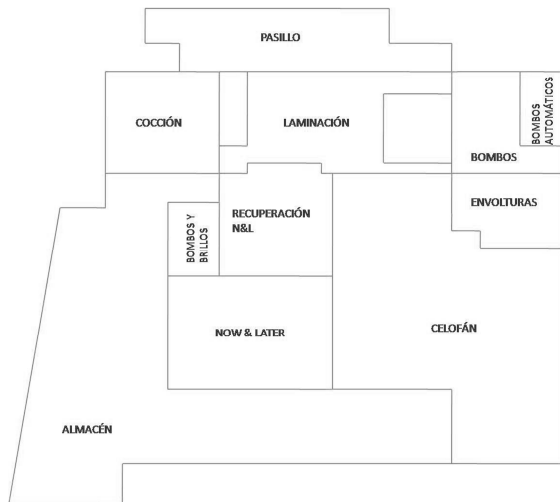 PASILLO
COCCIÓN
LAMINACIÓN
BOMBOS
AUTOMÁTICOS
BOMBOS
ENVOLTURAS
RECUPERACIÓN
N&L
BOMBOS Y
BRILLOS
NOW & LATER
CELOFÁN
ALMACÉN